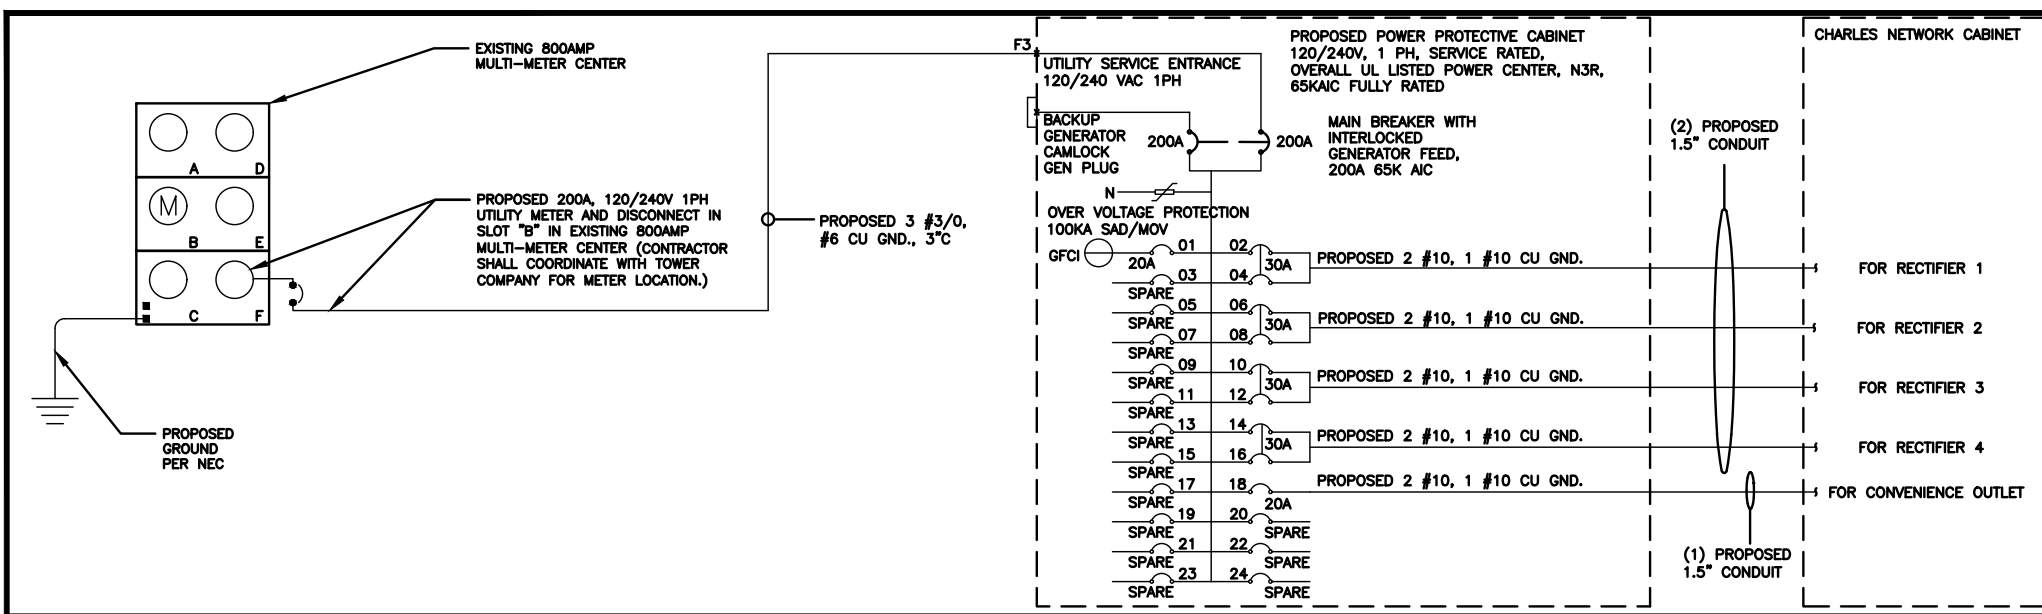 EXISTING 800AMP
MULTI-METER CENTER
A
D
M
B
E
C
F
PROPOSED 200A, 120/240V 1PH
UTILITY METER AND DISCONNECT IN
SLOT "B" IN EXISTING 800AMP
MULTI-METER CENTER (CONTRACTOR
SHALL COORDINATE WITH TOWER
COMPANY FOR METER LOCATION.)
PROPOSED
GROUND
PER NEC
PROPOSED 3 #3/0,
#6 CU GND., 3"C
F3
UTILITY SERVICE ENTRANCE
120/240 VAC 1PH
BACKUP
GENERATOR
CAMLOCK
GEN PLUG
200A
200A
PROPOSED POWER PROTECTIVE CABINET
120/240V, 1 PH, SERVICE RATED,
OVERALL UL LISTED POWER CENTER, N3R,
65KAIC FULLY RATED
MAIN BREAKER WITH
INTERLOCKED
GENERATOR FEED,
200A 65K AIC
N
OVER VOLTAGE PROTECTION
100KA SAD/MOV
GFCI
20A
01 02
30A
03 04
SPARE
PROPOSED 2 #10, 1 #10 CU GND.
05 06
SPARE
30A
07 08
SPARE
PROPOSED 2 #10, 1 #10 CU GND.
09 10
SPARE
30A
11 12
SPARE
PROPOSED 2 #10, 1 #10 CU GND.
13 14
SPARE
30A
15 16
SPARE
PROPOSED 2 #10, 1 #10 CU GND.
17 18
SPARE
20A
PROPOSED 2 #10, 1 #10 CU GND.
19 20
SPARE SPARE
21 22
SPARE SPARE
23 24
SPARE SPARE
(2) PROPOSED
1.5" CONDUIT
(1) PROPOSED
1.5" CONDUIT
CHARLES NETWORK CABINET
FOR RECTIFIER 1
FOR RECTIFIER 2
FOR RECTIFIER 3
FOR RECTIFIER 4
FOR CONVENIENCE OUTLET